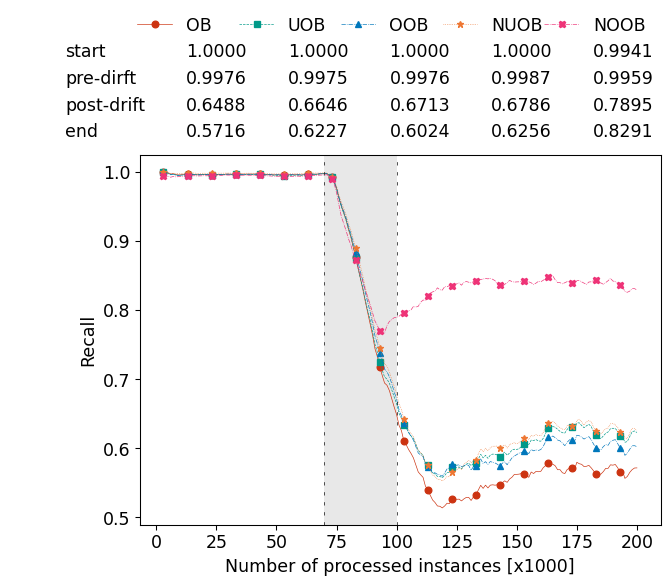 OB UOB OOB NUOB NOOB
start 1.0000 1.0000 1.0000 1.0000 0.9941
pre-dirft 0.9976 0.9975 0.9976 0.9987 0.9959
post-drift 0.6488 0.6646 0.6713 0.6786 0.7895
end 0.5716 0.6227 0.6024 0.6256 0.8291
1.0
0.9
0.8
0.7
0.6
0.5
Recall
0 25 50 75 100 125 150 175 200
Number of processed instances [x1000]